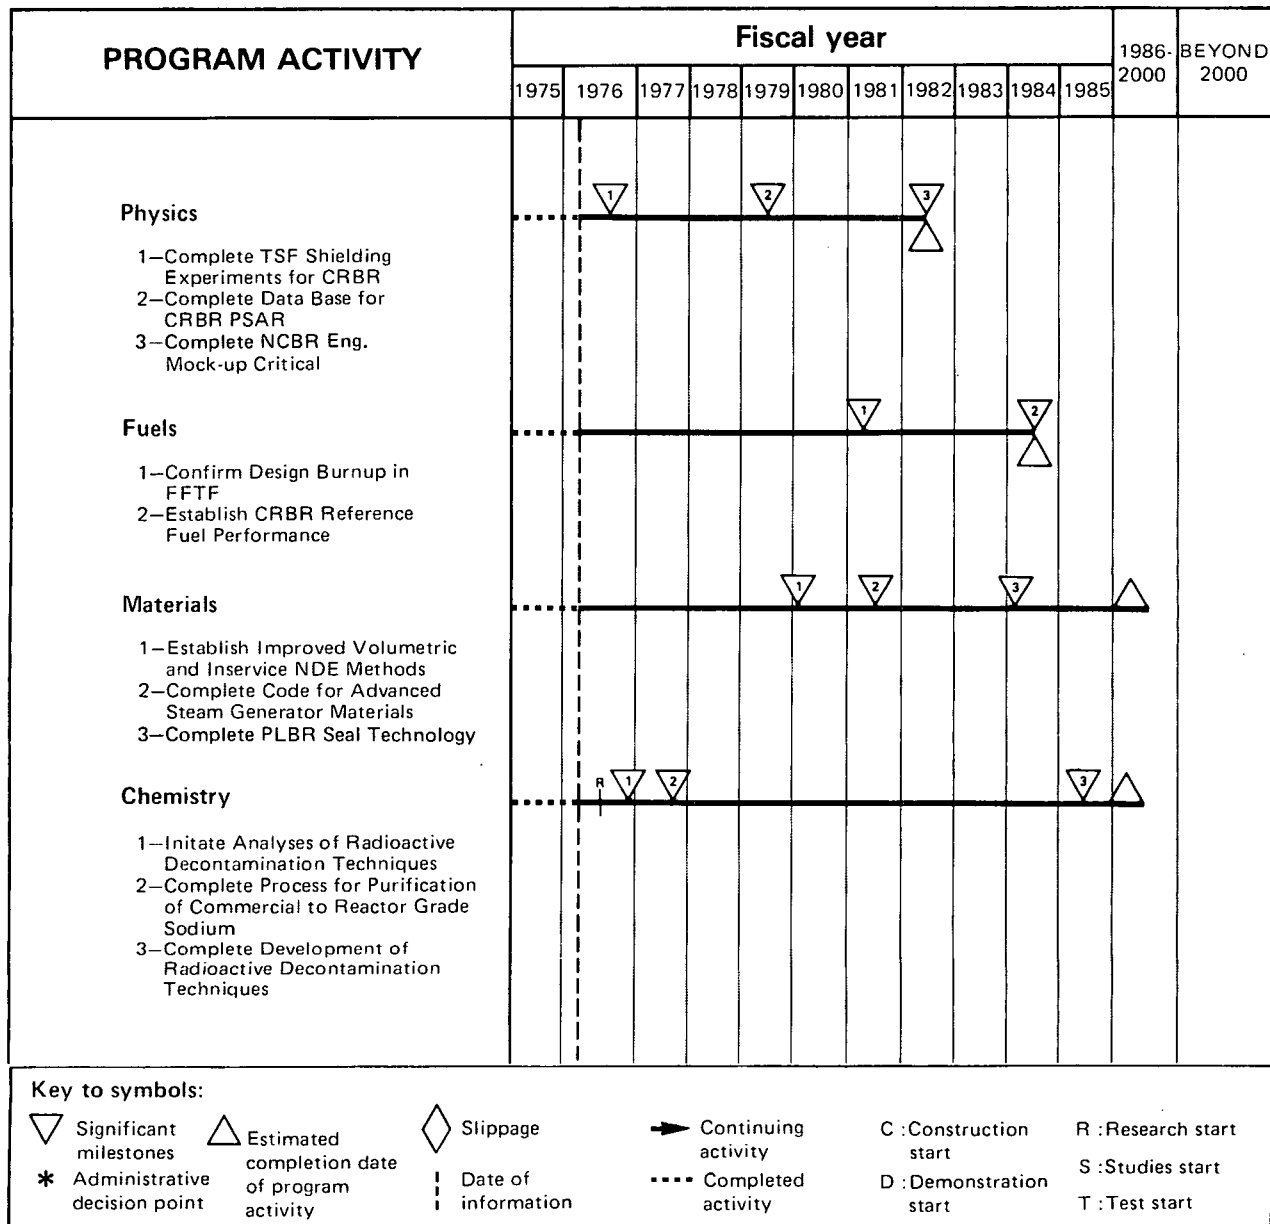 PROGRAM ACTIVITY
Fiscal year
1986-
2000
BEYOND
2000
1975 1976 1977 1978 1979 1980 1981 1982 1983 1984 1985
Physics
1 2 3
1—Complete TSF Shielding
Experiments for CRBR
2—Complete Data Base for
CRBR PSAR
3—Complete NCBR Eng.
Mock-up Critical
Fuels
1 2
1—Confirm Design Burnup in
FFTF
2—Establish CRBR Reference
Fuel Performance
Materials
1 2 3
1—Establish Improved Volumetric
and Inservice NDE Methods
2—Complete Code for Advanced
Steam Generator Materials
3—Complete PLBR Seal Technology
Chemistry
R 1 2 3
1—Initate Analyses of Radioactive
Decontamination Techniques
2—Complete Process for Purification
of Commercial to Reactor Grade
Sodium
3—Complete Development of
Radioactive Decontamination
Techniques
Key to symbols:
Significant
milestones
* Administrative
decision point
Estimated
completion date
of program
activity
Slippage
Date of
information
Continuing
activity
Completed
activity
C : Construction
start
D : Demonstration
start
R : Research start
S : Studies start
T : Test start